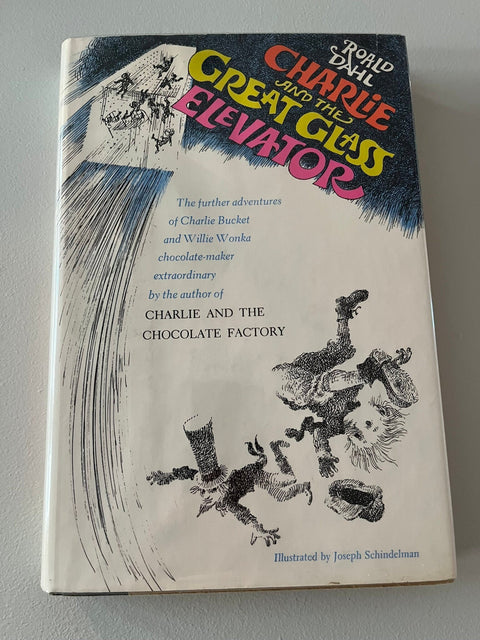 ROALD
DAHL
CHARLIE
AND THE
GREAT GLASS
ELEVATOR
The further adventures
of Charlie Bucket
and Willie Wonka
chocolate-maker
extraordinary
by the author of
CHARLIE AND THE
CHOCOLATE FACTORY
Illustrated by Joseph Schindelman